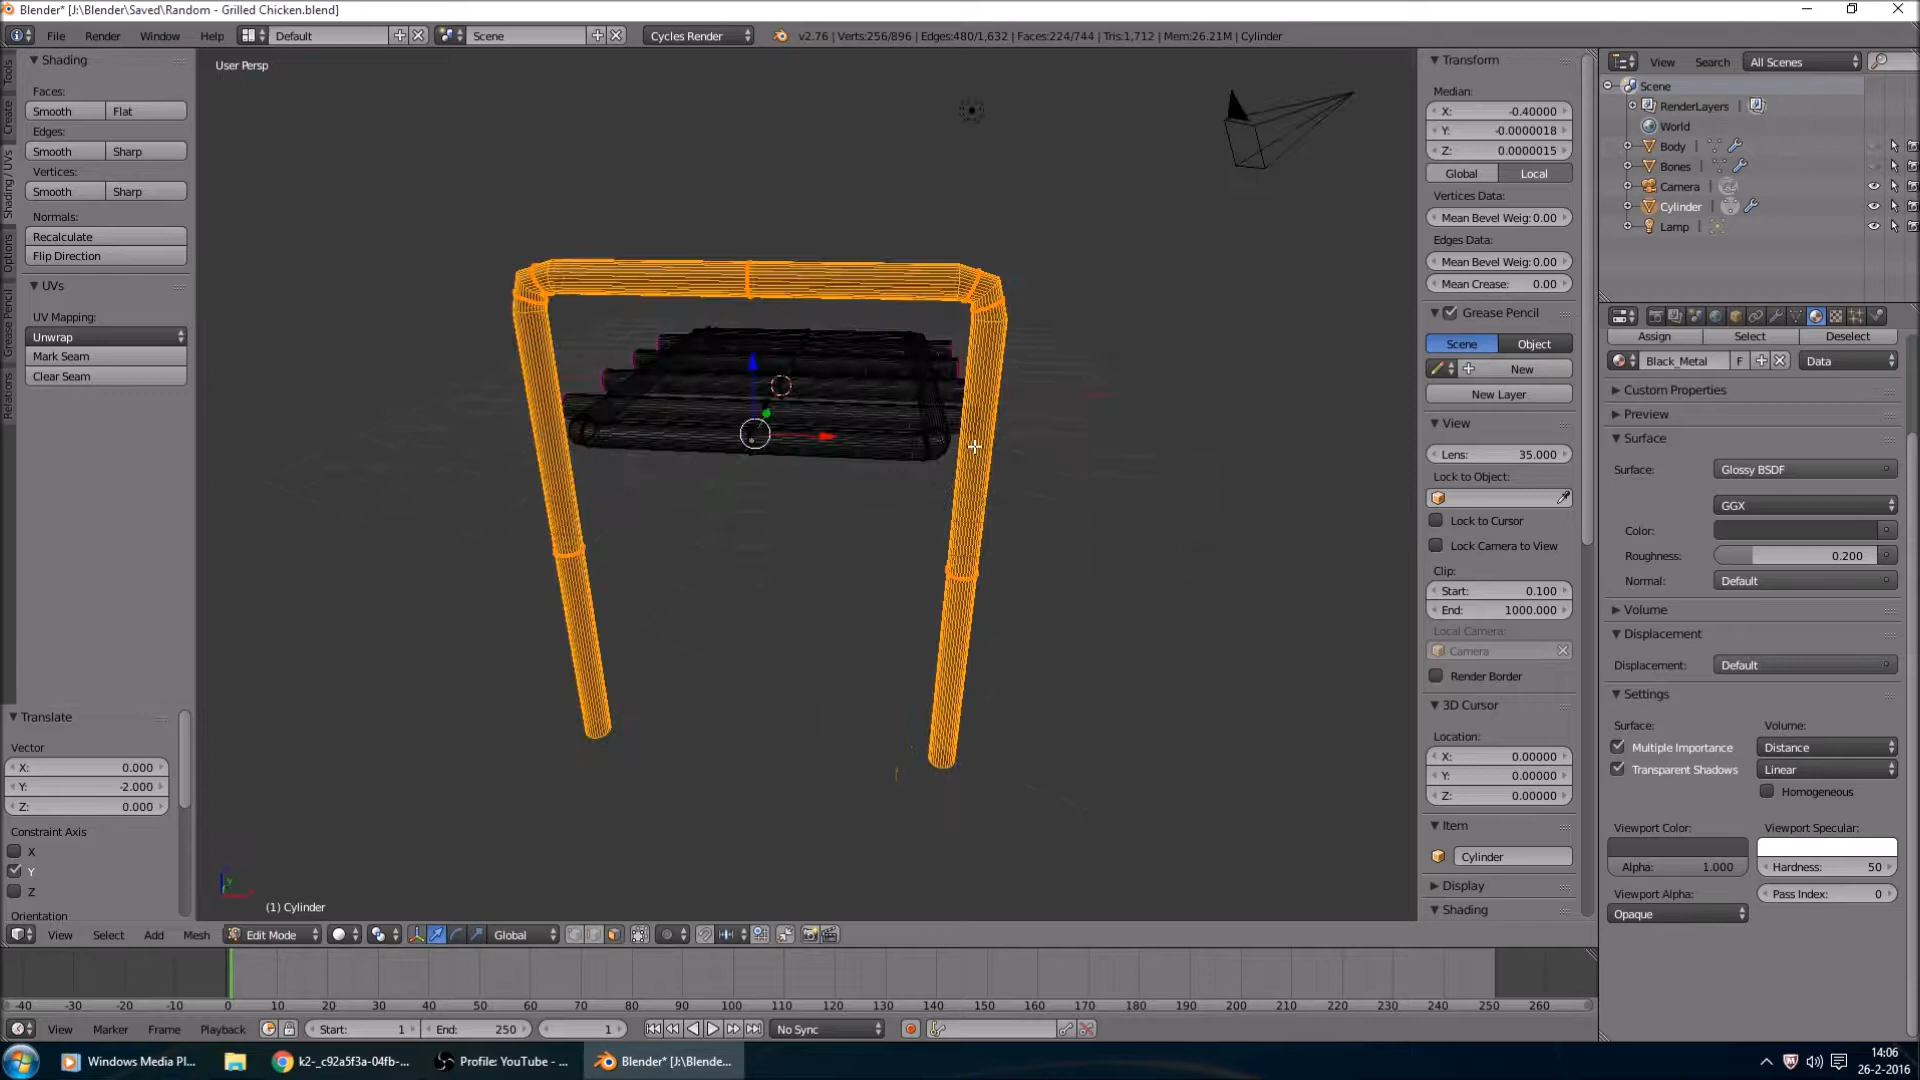 Blender* [J:\Blender\Saved\Random - Grilled Chicken.blend]
File Render Window Help Default Scene Cycles Render v2.76 | Verts:256/896 | Edges:480/1,632 | Faces:224/744 | Tris:1,712 | Mem:26.21M | Cylinder
Tools
Create
Shading / UVs
Options
Grease Pencil
Relations
Shading
Faces:
Smooth Flat
Edges:
Smooth Sharp
Vertices:
Smooth Sharp
Normals:
Recalculate
Flip Direction
UVs
UV Mapping:
Unwrap
Mark Seam
Clear Seam
Translate
Vector
X: 0.000
Y: -2.000
Z: 0.000
Constraint Axis
X
Y
Z
Orientation
User Persp
(1) Cylinder
Transform
Median:
X: -0.40000
Y: -0.0000018
Z: 0.0000015
Global Local
Vertices Data:
Mean Bevel Weig: 0.00
Edges Data:
Mean Bevel Weig: 0.00
Mean Crease: 0.00
Grease Pencil
Scene Object
New
New Layer
View
Lens: 35.000
Lock to Object:
Lock to Cursor
Lock Camera to View
Clip:
Start: 0.100
End: 1000.000
Local Camera:
Camera
Render Border
3D Cursor
Location:
X: 0.00000
Y: 0.00000
Z: 0.00000
Item
Cylinder
Display
Shading
View Search All Scenes
Scene
RenderLayers
World
Body
Bones
Camera
Cylinder
Lamp
Assign Select Deselect
Black_Metal F Data
Custom Properties
Preview
Surface
Surface: Glossy BSDF
GGX
Color:
Roughness: 0.200
Normal: Default
Volume
Displacement
Displacement: Default
Settings
Surface: Volume:
Multiple Importance Distance
Transparent Shadows Linear
Homogeneous
Viewport Color: Viewport Specular:
Alpha: 1.000 Hardness: 50
Viewport Alpha: Pass Index: 0
Opaque
View Select Add Mesh Edit Mode Global
-40 -30 -20 -10 0 10 20 30 40 50 60 70 80 90 100 110 120 130 140 150 160 170 180 190 200 210 220 230 240 250 260
View Marker Frame Playback Start: 1 End: 250 1 No Sync
Windows Media Pl... k2-_c92a5f3a-04fb-... Profile: YouTube - ... Blender* [J:\Blende... 14:06
26-2-2016